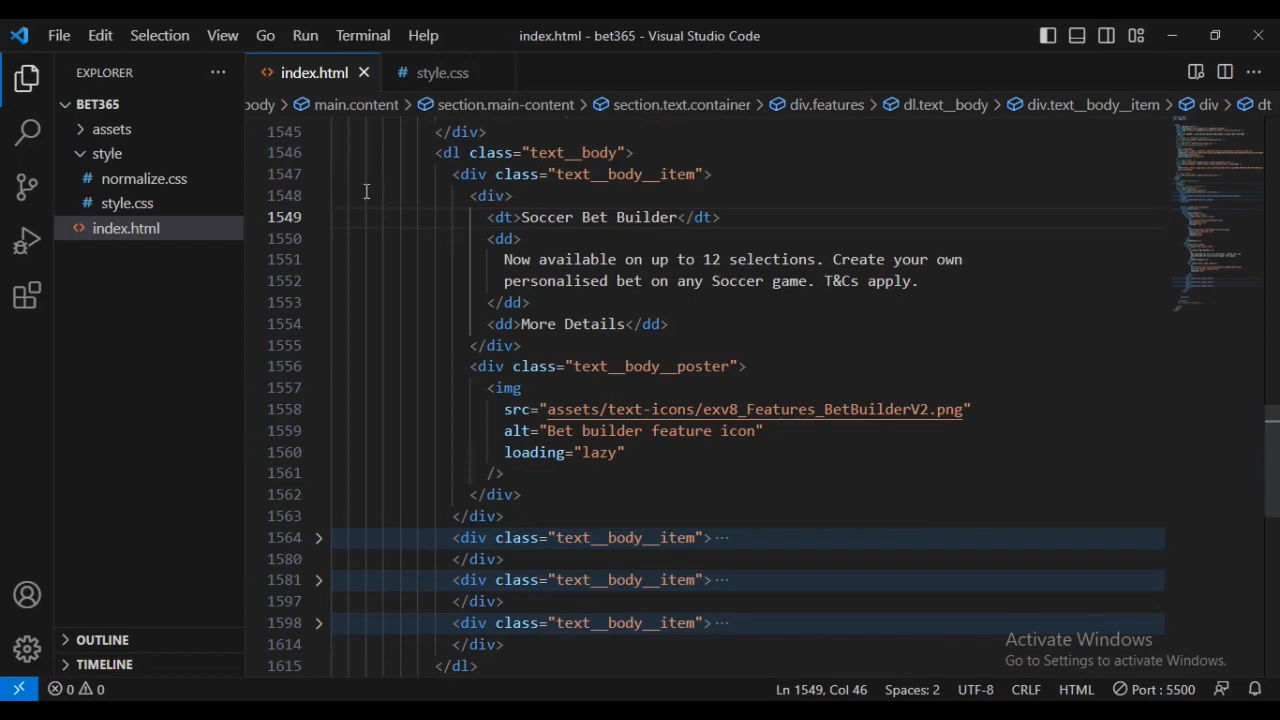 File Edit Selection View Go Run Terminal Help index.html - bet365 - Visual Studio Code
EXPLORER
index.html
style.css
BET365
assets
style
normalize.css
style.css
index.html
OUTLINE
TIMELINE
body > main.content > section.main-content > section.text.container > div.features > dl.text__body > div.text__body__item > div > dt
1545 </div>
1546 <dl class="text__body">
1547 <div class="text__body__item">
1548 <div>
1549 <dt>Soccer Bet Builder</dt>
1550 <dd>
1551 Now available on up to 12 selections. Create your own
1552 personalised bet on any Soccer game. T&Cs apply.
1553 </dd>
1554 <dd>More Details</dd>
1555 </div>
1556 <div class="text__body__poster">
1557 <img
1558 src="assets/text-icons/exv8_Features_BetBuilderV2.png"
1559 alt="Bet builder feature icon"
1560 loading="lazy"
1561 />
1562 </div>
1563 </div>
1564 <div class="text__body__item">···
1580 </div>
1581 <div class="text__body__item">···
1597 </div>
1598 <div class="text__body__item">···
1614 </div>
1615 </dl>
Activate Windows
Go to Settings to activate Windows.
0 0 Ln 1549, Col 46 Spaces: 2 UTF-8 CRLF HTML Port : 5500